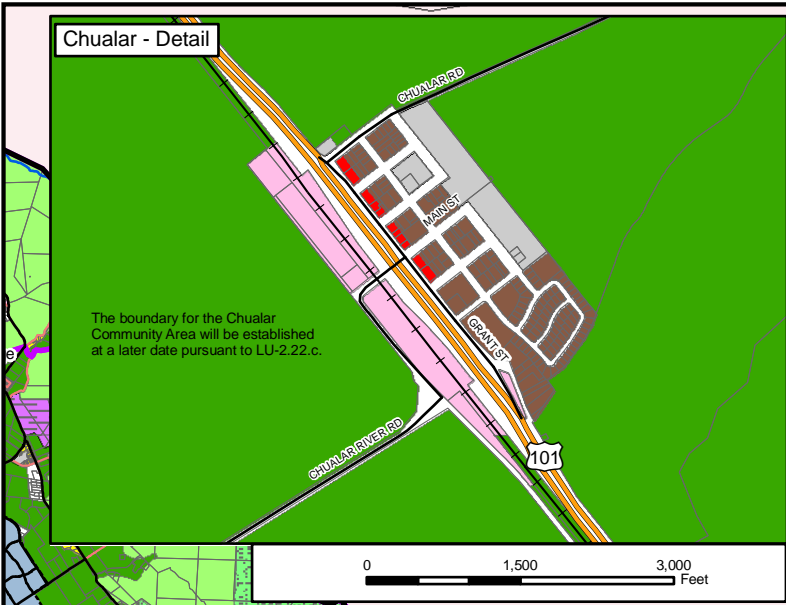 Chualar - Detail
CHUALAR RD
MAIN ST
The boundary for the Chualar
Community Area will be established
at a later date pursuant to LU-2.22.c.
GRANT ST
CHUALAR RIVER RD
101
e
0 1,500 3,000
Feet